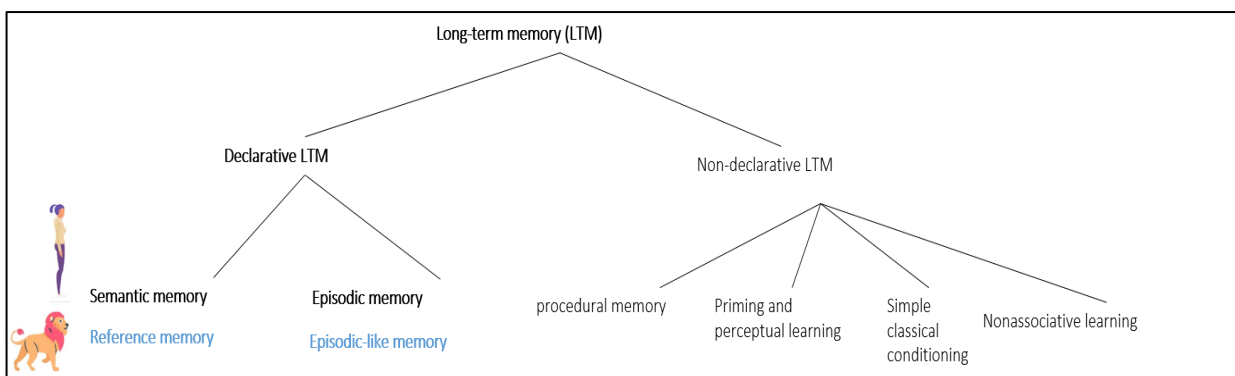 Long-term memory (LTM)
Declarative LTM
Non-declarative LTM
Semantic memory
Reference memory
Episodic memory
Episodic-like memory
procedural memory
Priming and
perceptual learning
Simple
classical
conditioning
Nonassociative learning